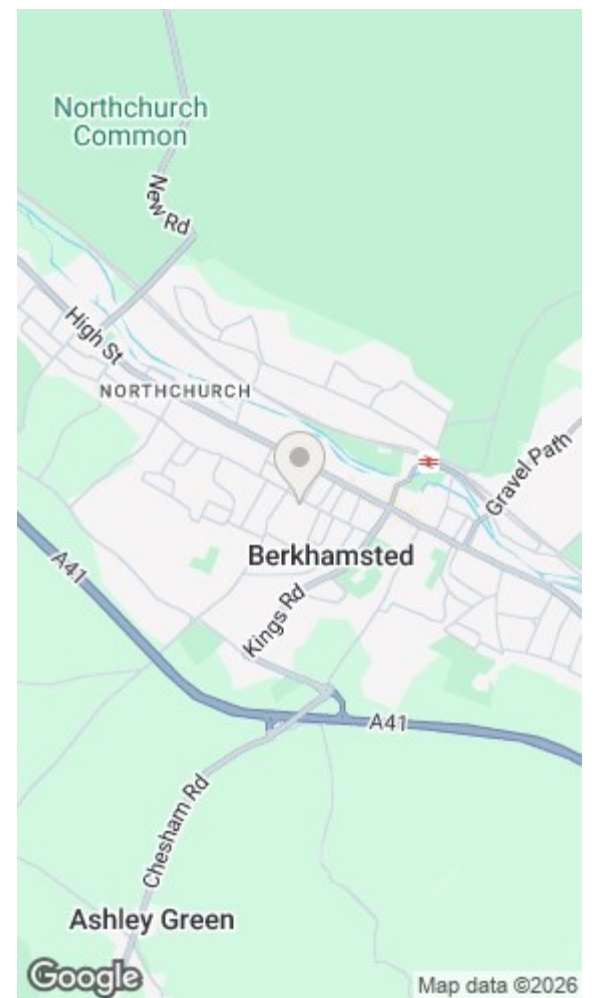 Northchurch
Common
New Rd
High St
NORTHCHURCH
Gravel Path
Berkhamsted
A41
Kings Rd
A41
Chesham Rd
Ashley Green
Google
Map data ©2026